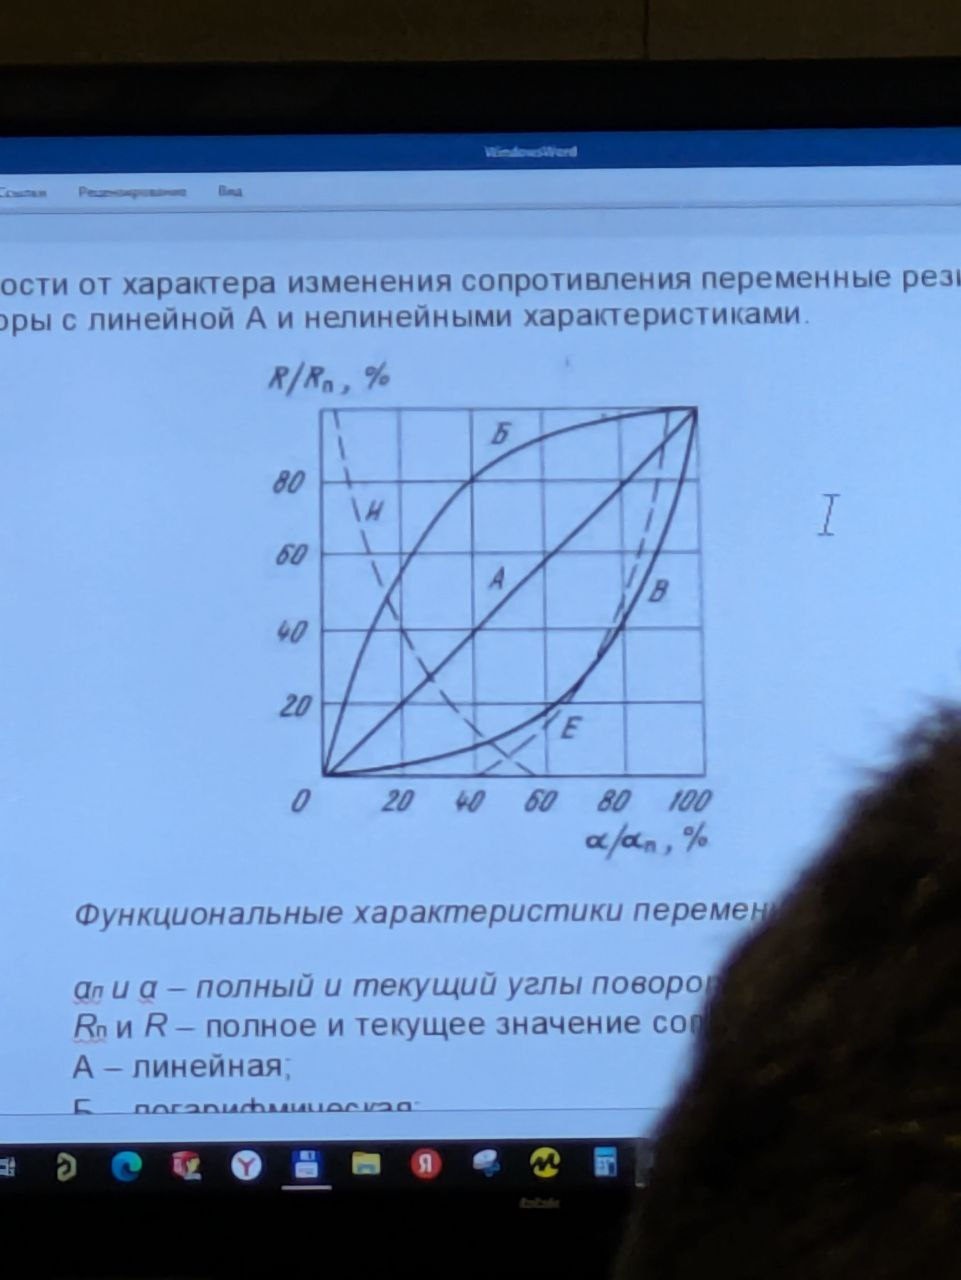 WindowsWord
Ссылки Рецензирование Вид
ости от характера изменения сопротивления переменные рези
оры с линейной А и нелинейными характеристиками.
R/Rп, %
Б
80
И
60
А
В
40
20
Е
0 20 40 60 80 100
α/αп, %
Функциональные характеристики перемен
αп и α – полный и текущий углы поворо
Rп и R – полное и текущее значение соп
А – линейная;
Б – логарифмическая;